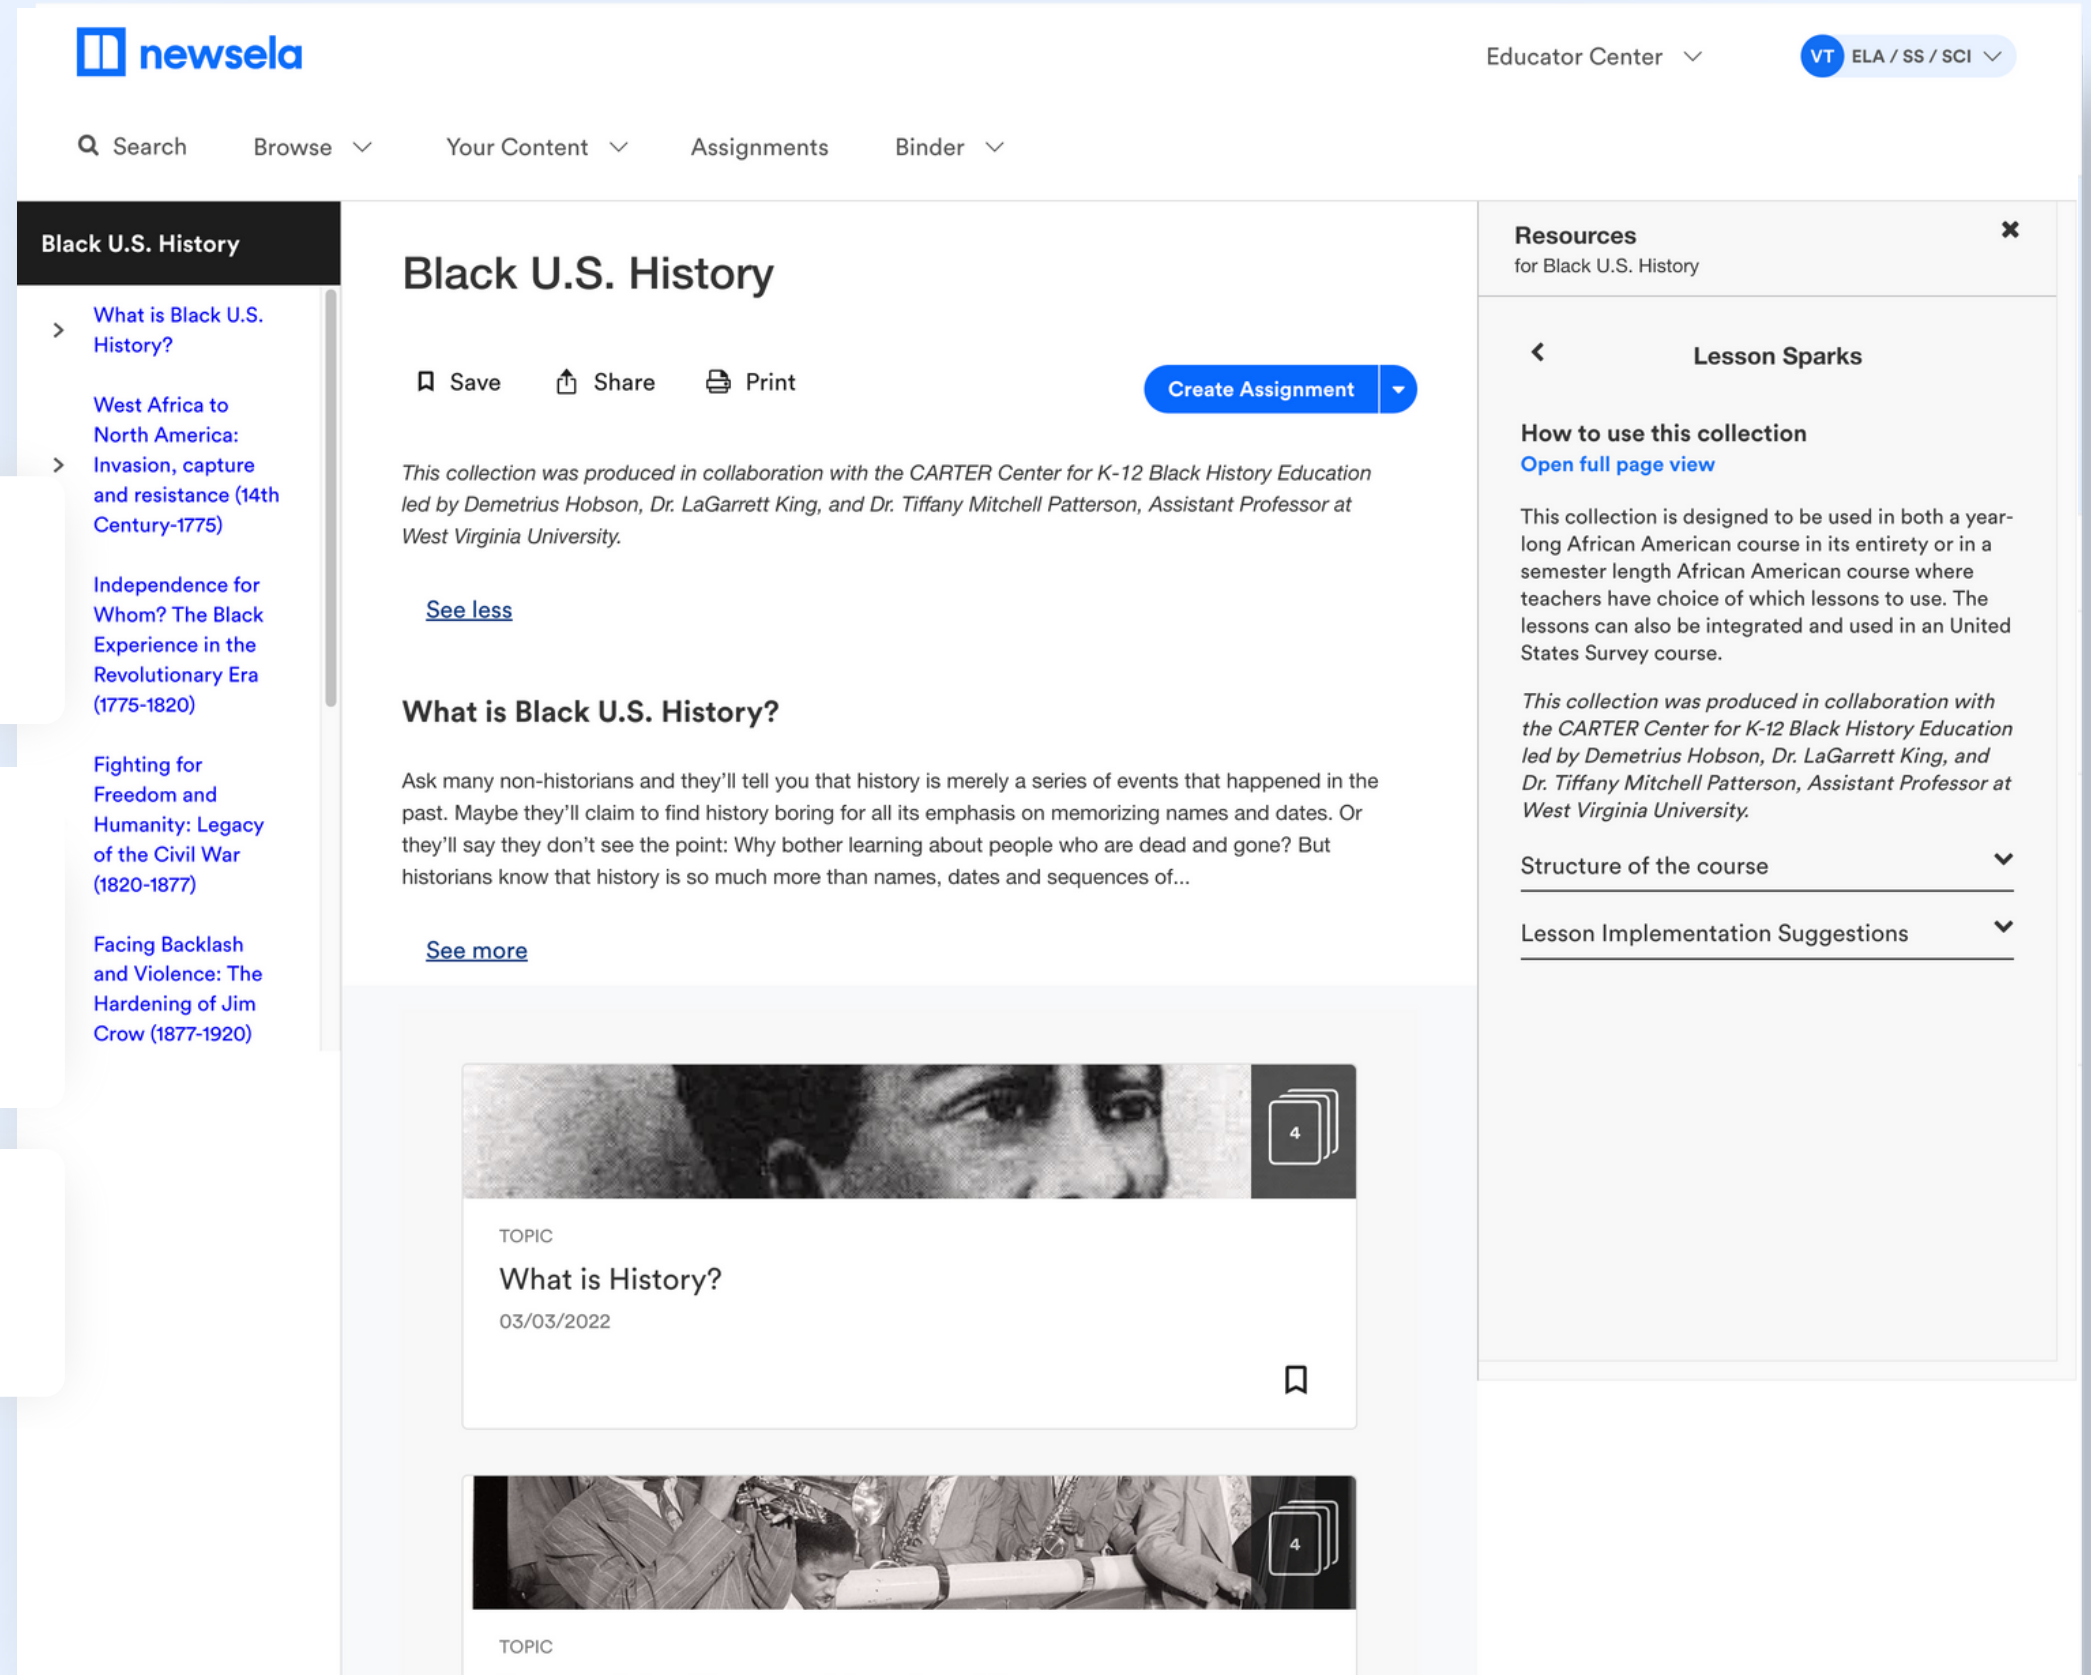 newsela
Educator Center
VT ELA / SS / SCI
Search
Browse
Your Content
Assignments
Binder
Black U.S. History
What is Black U.S.
History?
West Africa to
North America:
Invasion, capture
and resistance (14th
Century-1775)
Independence for
Whom? The Black
Experience in the
Revolutionary Era
(1775-1820)
Fighting for
Freedom and
Humanity: Legacy
of the Civil War
(1820-1877)
Facing Backlash
and Violence: The
Hardening of Jim
Crow (1877-1920)
Black U.S. History
Save
Share
Print
Create Assignment
This collection was produced in collaboration with the CARTER Center for K-12 Black History Education
led by Demetrius Hobson, Dr. LaGarrett King, and Dr. Tiffany Mitchell Patterson, Assistant Professor at
West Virginia University.
See less
What is Black U.S. History?
Ask many non-historians and they'll tell you that history is merely a series of events that happened in the
past. Maybe they'll claim to find history boring for all its emphasis on memorizing names and dates. Or
they'll say they don't see the point: Why bother learning about people who are dead and gone? But
historians know that history is so much more than names, dates and sequences of...
See more
4
TOPIC
What is History?
03/03/2022
4
TOPIC
Resources
for Black U.S. History
Lesson Sparks
How to use this collection
Open full page view
This collection is designed to be used in both a year-
long African American course in its entirety or in a
semester length African American course where
teachers have choice of which lessons to use. The
lessons can also be integrated and used in an United
States Survey course.
This collection was produced in collaboration with
the CARTER Center for K-12 Black History Education
led by Demetrius Hobson, Dr. LaGarrett King, and
Dr. Tiffany Mitchell Patterson, Assistant Professor at
West Virginia University.
Structure of the course
Lesson Implementation Suggestions